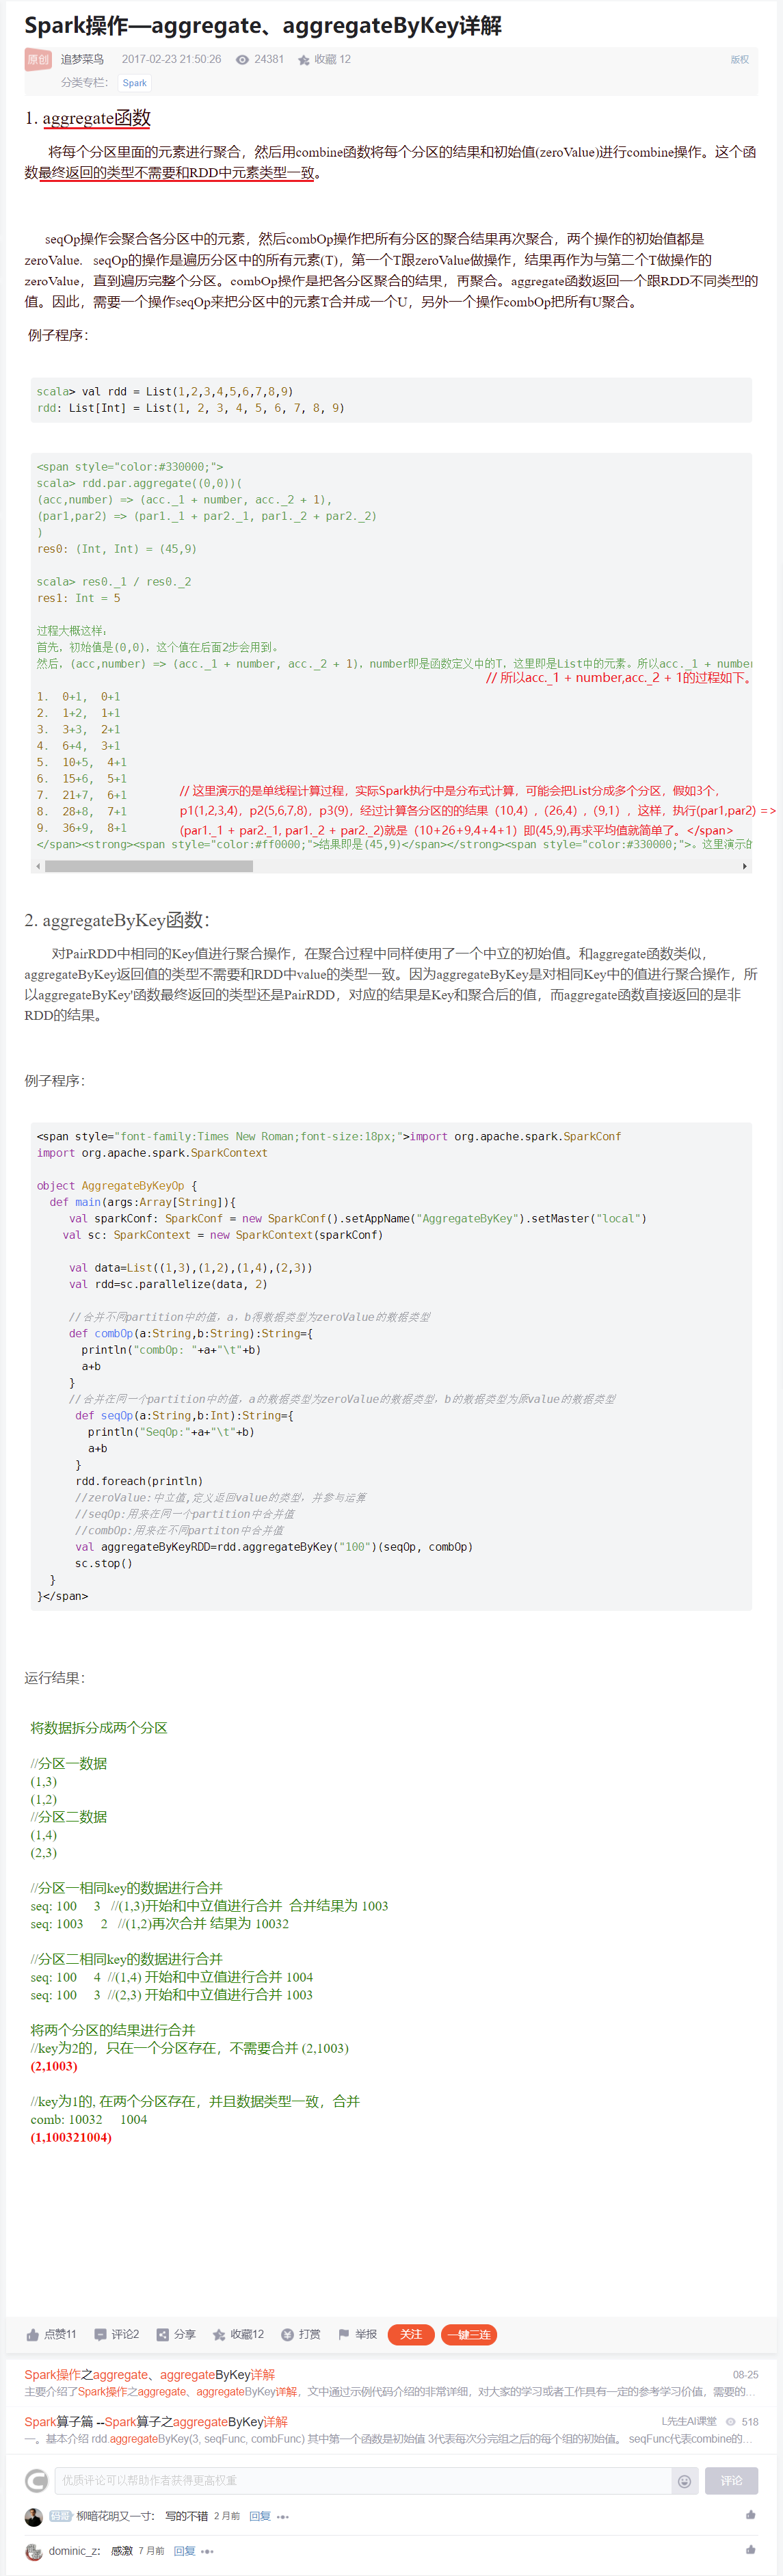 Spark操作—aggregate、aggregateByKey详解
原创 追梦菜鸟 2017-02-23 21:50:26 24381 收藏 12 版权
分类专栏： Spark
1. aggregate函数
将每个分区里面的元素进行聚合，然后用combine函数将每个分区的结果和初始值(zeroValue)进行combine操作。这个函
数最终返回的类型不需要和RDD中元素类型一致。
seqOp操作会聚合各分区中的元素，然后combOp操作把所有分区的聚合结果再次聚合，两个操作的初始值都是
zeroValue. seqOp的操作是遍历分区中的所有元素(T)，第一个T跟zeroValue做操作，结果再作为与第二个T做操作的
zeroValue，直到遍历完整个分区。combOp操作是把各分区聚合的结果，再聚合。aggregate函数返回一个跟RDD不同类型的
值。因此，需要一个操作seqOp来把分区中的元素T合并成一个U，另外一个操作combOp把所有U聚合。
例子程序：
scala> val rdd = List(1,2,3,4,5,6,7,8,9)
rdd: List[Int] = List(1, 2, 3, 4, 5, 6, 7, 8, 9)
<span style="color:#330000;">
scala> rdd.par.aggregate((0,0))(
(acc,number) => (acc._1 + number, acc._2 + 1),
(par1,par2) => (par1._1 + par2._1, par1._2 + par2._2)
)
res0: (Int, Int) = (45,9)
scala> res0._1 / res0._2
res1: Int = 5
过程大概这样：
首先，初始值是(0,0)，这个值在后面2步会用到。
然后，(acc,number) => (acc._1 + number, acc._2 + 1)，number即是函数定义中的T，这里即是List中的元素。所以acc._1 + number
// 所以acc._1 + number,acc._2 + 1的过程如下。
1. 0+1, 0+1
2. 1+2, 1+1
3. 3+3, 2+1
4. 6+4, 3+1
5. 10+5, 4+1
6. 15+6, 5+1
7. 21+7, 6+1 // 这里演示的是单线程计算过程，实际Spark执行中是分布式计算，可能会把List分成多个分区，假如3个，
8. 28+8, 7+1 p1(1,2,3,4)，p2(5,6,7,8)，p3(9)，经过计算各分区的的结果（10,4），（26,4），（9,1），这样，执行(par1,par2) =>
9. 36+9, 8+1 (par1._1 + par2._1, par1._2 + par2._2)就是（10+26+9,4+4+1）即(45,9),再求平均值就简单了。</span>
</span><strong><span style="color:#ff0000;">结果即是(45,9)</span></strong><span style="color:#330000;">。这里演示的
2. aggregateByKey函数：
对PairRDD中相同的Key值进行聚合操作，在聚合过程中同样使用了一个中立的初始值。和aggregate函数类似，
aggregateByKey返回值的类型不需要和RDD中value的类型一致。因为aggregateByKey是对相同Key中的值进行聚合操作，所
以aggregateByKey'函数最终返回的类型还是PairRDD，对应的结果是Key和聚合后的值，而aggregate函数直接返回的是非
RDD的结果。
例子程序：
<span style="font-family:Times New Roman;font-size:18px;">import org.apache.spark.SparkConf
import org.apache.spark.SparkContext
object AggregateByKeyOp {
def main(args:Array[String]){
val sparkConf: SparkConf = new SparkConf().setAppName("AggregateByKey").setMaster("local")
val sc: SparkContext = new SparkContext(sparkConf)
val data=List((1,3),(1,2),(1,4),(2,3))
val rdd=sc.parallelize(data, 2)
//合并不同partition中的值，a，b得数据类型为zeroValue的数据类型
def combOp(a:String,b:String):String={
println("combOp: "+a+"\t"+b)
a+b
}
//合并在同一个partition中的值，a的数据类型为zeroValue的数据类型，b的数据类型为原value的数据类型
def seqOp(a:String,b:Int):String={
println("SeqOp:"+a+"\t"+b)
a+b
}
rdd.foreach(println)
//zeroValue:中立值,定义返回value的类型，并参与运算
//seqOp:用来在同一个partition中合并值
//combOp:用来在不同partiton中合并值
val aggregateByKeyRDD=rdd.aggregateByKey("100")(seqOp, combOp)
sc.stop()
}
}</span>
运行结果：
将数据拆分成两个分区
//分区一数据
(1,3)
(1,2)
//分区二数据
(1,4)
(2,3)
//分区一相同key的数据进行合并
seq: 100 3 //(1,3)开始和中立值进行合并 合并结果为 1003
seq: 1003 2 //(1,2)再次合并 结果为 10032
//分区二相同key的数据进行合并
seq: 100 4 //(1,4) 开始和中立值进行合并 1004
seq: 100 3 //(2,3) 开始和中立值进行合并 1003
将两个分区的结果进行合并
//key为2的，只在一个分区存在，不需要合并 (2,1003)
(2,1003)
//key为1的, 在两个分区存在，并且数据类型一致，合并
comb: 10032 1004
(1,100321004)
点赞11 评论2 分享 收藏12 打赏 举报 关注 一键三连
Spark操作之aggregate、aggregateByKey详解 08-25
主要介绍了Spark操作之aggregate、aggregateByKey详解，文中通过示例代码介绍的非常详细，对大家的学习或者工作具有一定的参考学习价值，需要的...
Spark算子篇 --Spark算子之aggregateByKey详解 L先生AI课堂 518
一。基本介绍 rdd.aggregateByKey(3, seqFunc, combFunc) 其中第一个函数是初始值 3代表每次分完组之后的每个组的初始值。 seqFunc代表combine的...
优质评论可以帮助作者获得更高权重 评论
码哥 柳暗花明又一寸： 写的不错 2 月前 回复
dominic_z： 感激 7 月前 回复